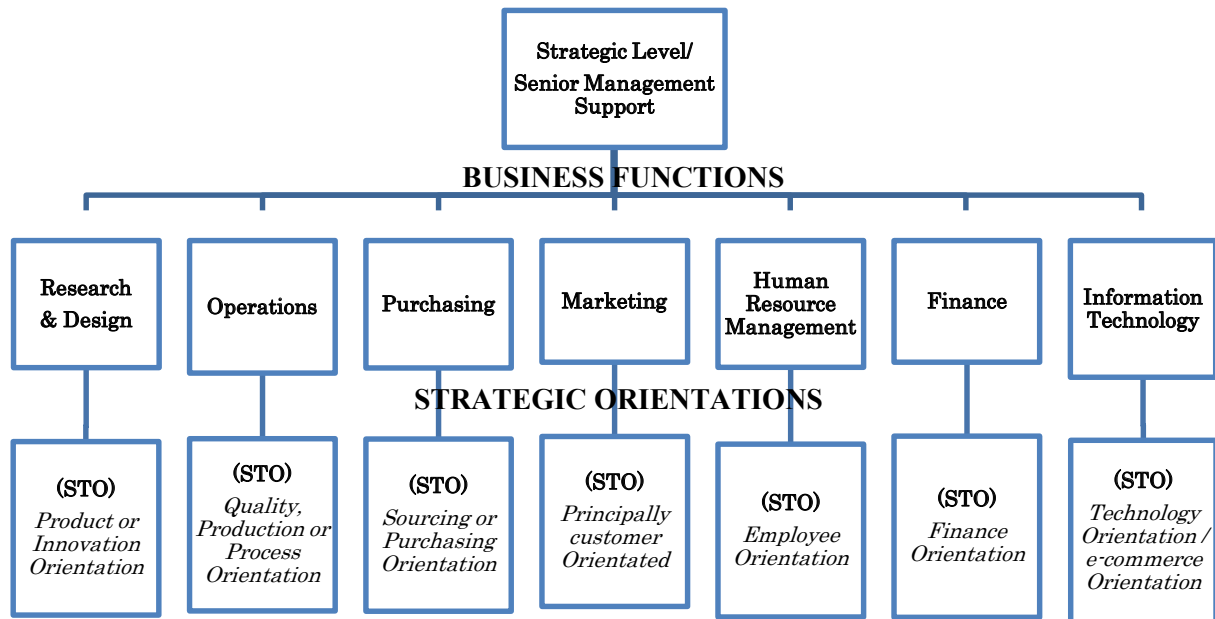 Strategic Level/
Senior Management
Support
BUSINESS FUNCTIONS
Research
& Design
Operations
Purchasing
Marketing
Human
Resource
Management
Finance
Information
Technology
STRATEGIC ORIENTATIONS
(STO)
Product or
Innovation
Orientation
(STO)
Quality,
Production or
Process
Orientation
(STO)
Sourcing or
Purchasing
Orientation
(STO)
Principally
customer
Orientated
(STO)
Employee
Orientation
(STO)
Finance
Orientation
(STO)
Technology
Orientation /
e-commerce
Orientation